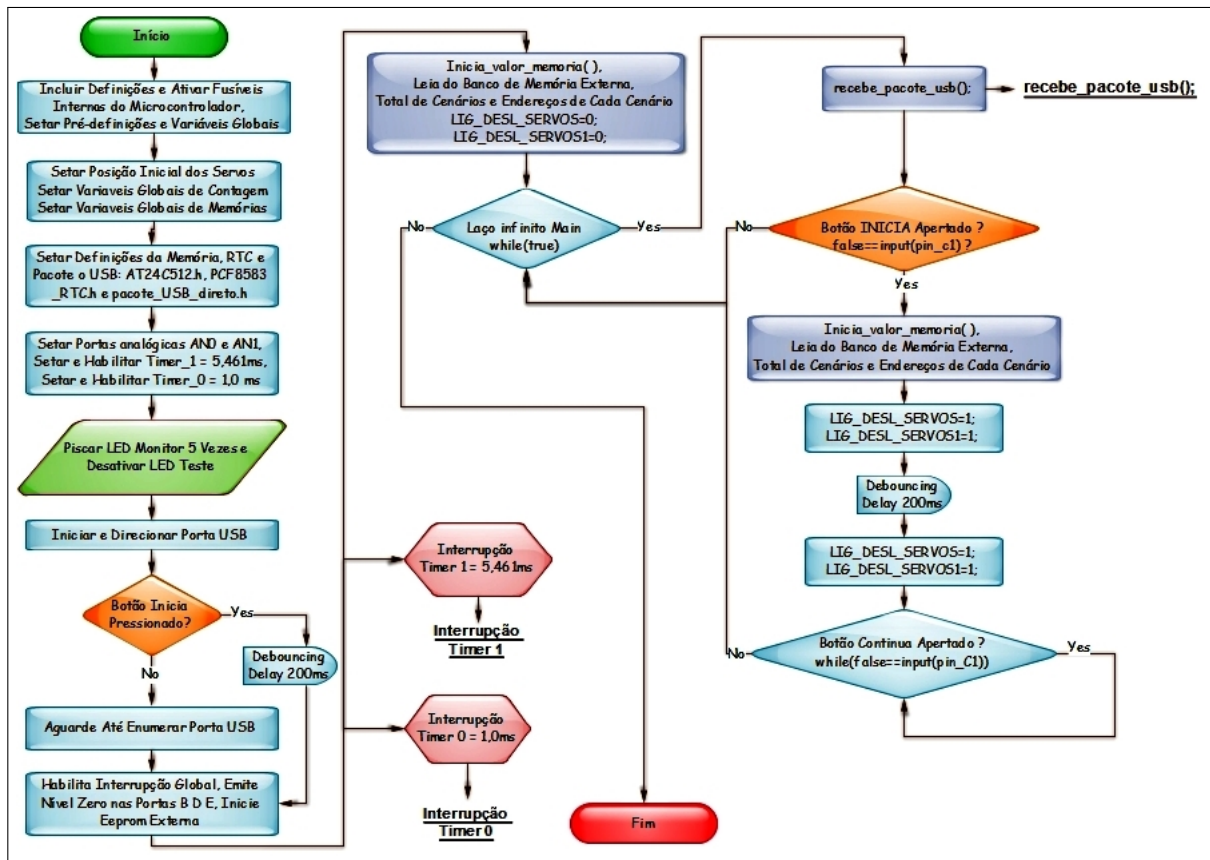 Início
Incluir Definições e Ativar Fusíveis
Internas do Microcontrolador,
Setar Pré-definições e Variáveis Globais
Setar Posição Inicial dos Servos
Setar Variaveis Globais de Contagem
Setar Variaveis Globais de Memórias
Setar Definições da Memória, RTC e
Pacote o USB: AT24C512.h, PCF8583
_RTC.h e pacote_USB_direto.h
Setar Portas analógicas AN0 e AN1,
Setar e Habilitar Timer_1 = 5,461ms,
Setar e Habilitar Timer_0 = 1,0 ms
Piscar LED Monitor 5 Vezes e
Desativar LED Teste
Iniciar e Direcionar Porta USB
Botão Inicia
Pressionado?
Yes
No
Debouncing
Delay 200ms
Aguarde Até Enumerar Porta USB
Habilita Interrupção Global, Emite
Nivel Zero nas Portas B D E, Inicie
Eeprom Externa
Inicia_valor_memoria( ),
Leia do Banco de Memória Externa,
Total de Cenários e Endereços de Cada Cenário
LIG_DESL_SERVOS=0;
LIG_DESL_SERVOS1=0;
No
Laço infinito Main
while(true)
Yes
Interrupção
Timer 1 = 5,461ms
Interrupção
Timer 1
Interrupção
Timer 0 = 1,0ms
Interrupção
Timer 0
Fim
recebe_pacote_usb();
recebe_pacote_usb();
No
Botão INICIA Apertado ?
false==input(pin_c1) ?
Yes
Inicia_valor_memoria( ),
Leia do Banco de Memória Externa,
Total de Cenários e Endereços de Cada Cenário
LIG_DESL_SERVOS=1;
LIG_DESL_SERVOS1=1;
Debouncing
Delay 200ms
LIG_DESL_SERVOS=1;
LIG_DESL_SERVOS1=1;
No
Botão Continua Apertado ?
while(false==input(pin_C1))
Yes